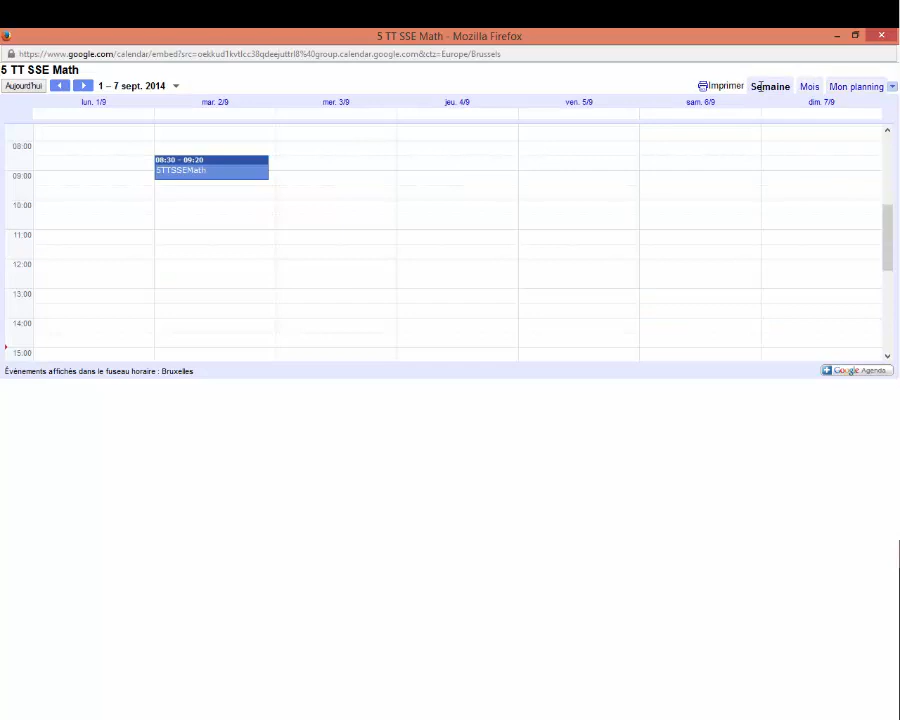 5 TT SSE Math - Mozilla Firefox
https://www.google.com/calendar/embed?src=oekkud1kvtlcc38qdeejuttrl8%40group.calendar.google.com&ctz=Europe/Brussels
5 TT SSE Math
Aujourd'hui 1 – 7 sept. 2014 Imprimer Semaine Mois Mon planning
lun. 1/9 mar. 2/9 mer. 3/9 jeu. 4/9 ven. 5/9 sam. 6/9 dim. 7/9
08:00
08:30 – 09:20
5TTSSEMath
09:00
10:00
11:00
12:00
13:00
14:00
15:00
Évènements affichés dans le fuseau horaire : Bruxelles
Google Agenda